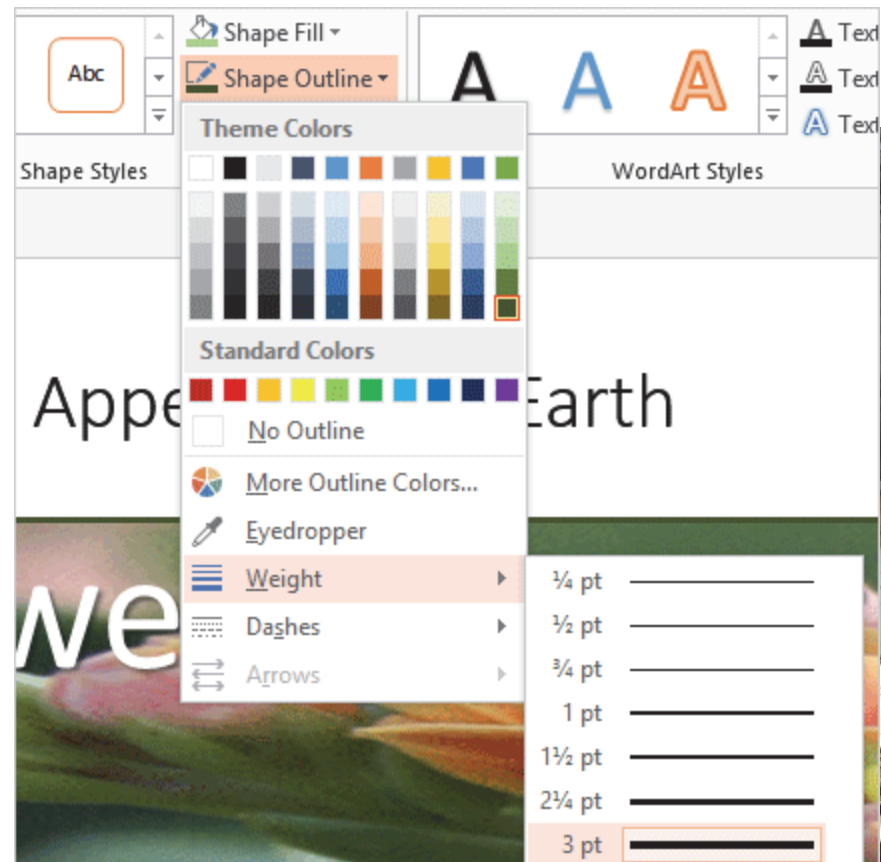 Shape Fill
A Text
Abc
Shape Outline
A A A
A Text
A Text
Theme Colors
Shape Styles
WordArt Styles
Standard Colors
Appe
Earth
No Outline
More Outline Colors...
Eyedropper
we
Weight
¼ pt
Dashes
½ pt
Arrows
¾ pt
1 pt
1½ pt
2¼ pt
3 pt